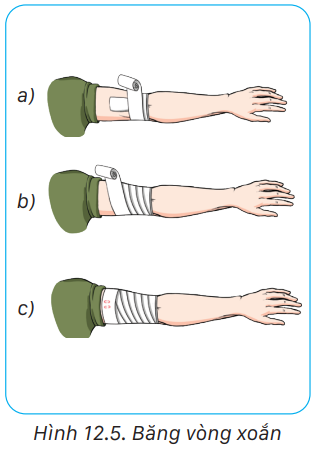 a)
b)
c)
Hình 12.5. Băng vòng xoắn